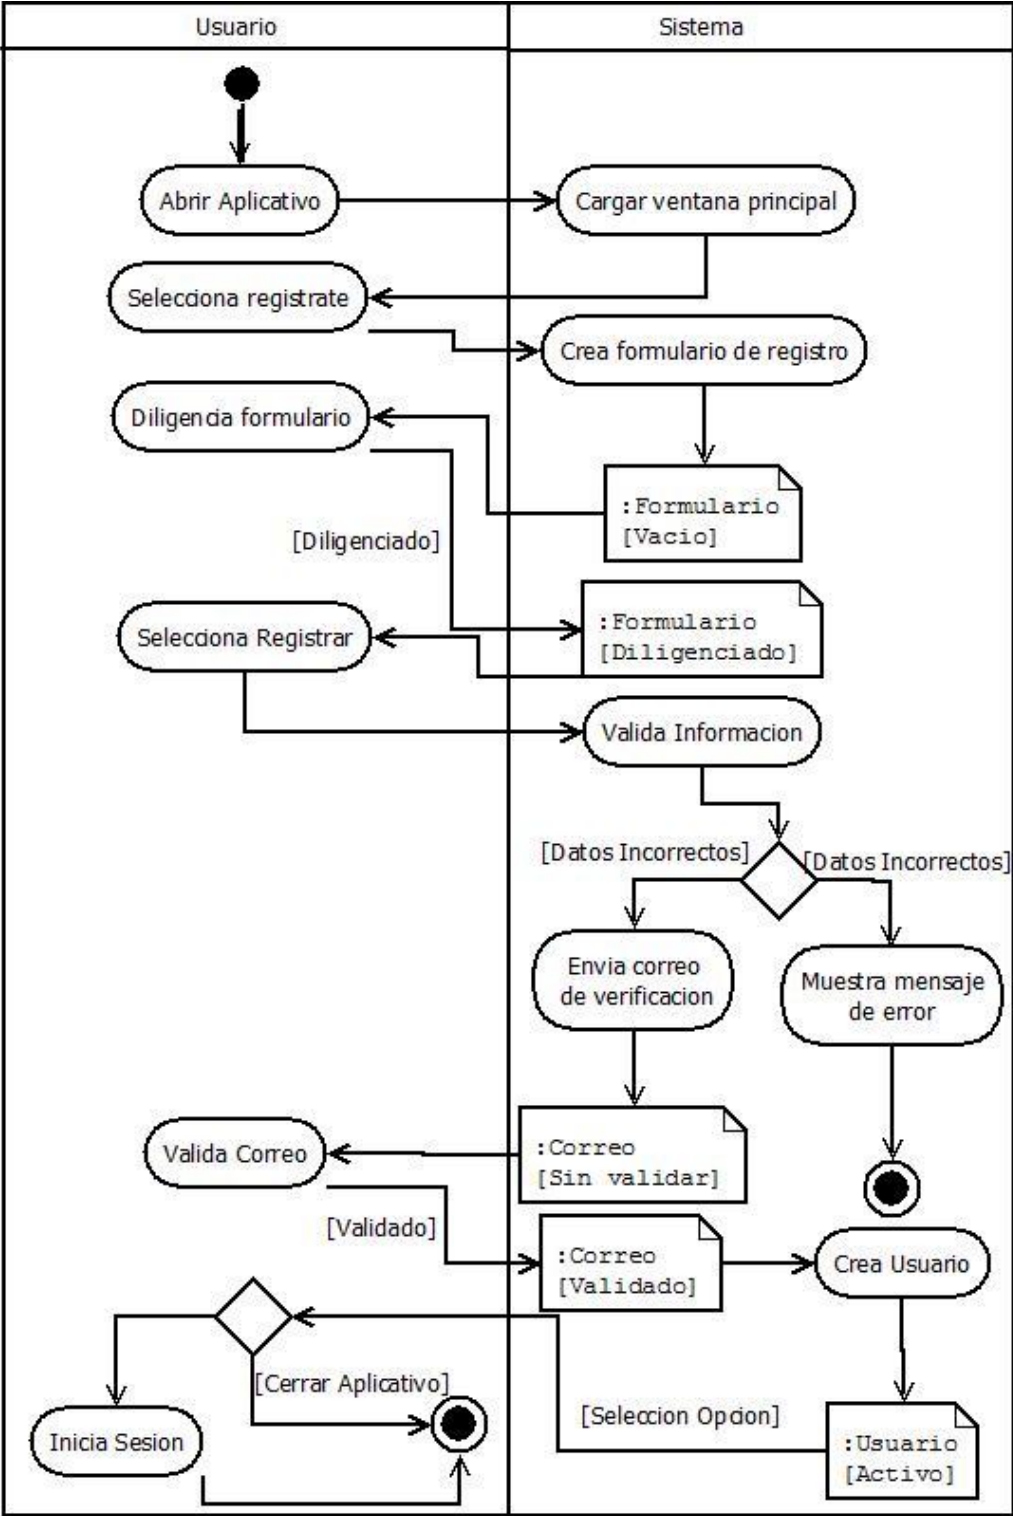 Usuario
Sistema
Abrir Aplicativo
Cargar ventana principal
Selecciona registrate
Crea formulario de registro
Diligencia formulario
:Formulario
[Vacio]
[Diligenciado]
:Formulario
[Diligenciado]
Selecciona Registrar
Valida Informacion
[Datos Incorrectos]
[Datos Incorrectos]
Envia correo
de verificacion
Muestra mensaje
de error
Valida Correo
:Correo
[Sin validar]
[Validado]
:Correo
[Validado]
Crea Usuario
[Cerrar Aplicativo]
[Seleccion Opcion]
Inicia Sesion
:Usuario
[Activo]